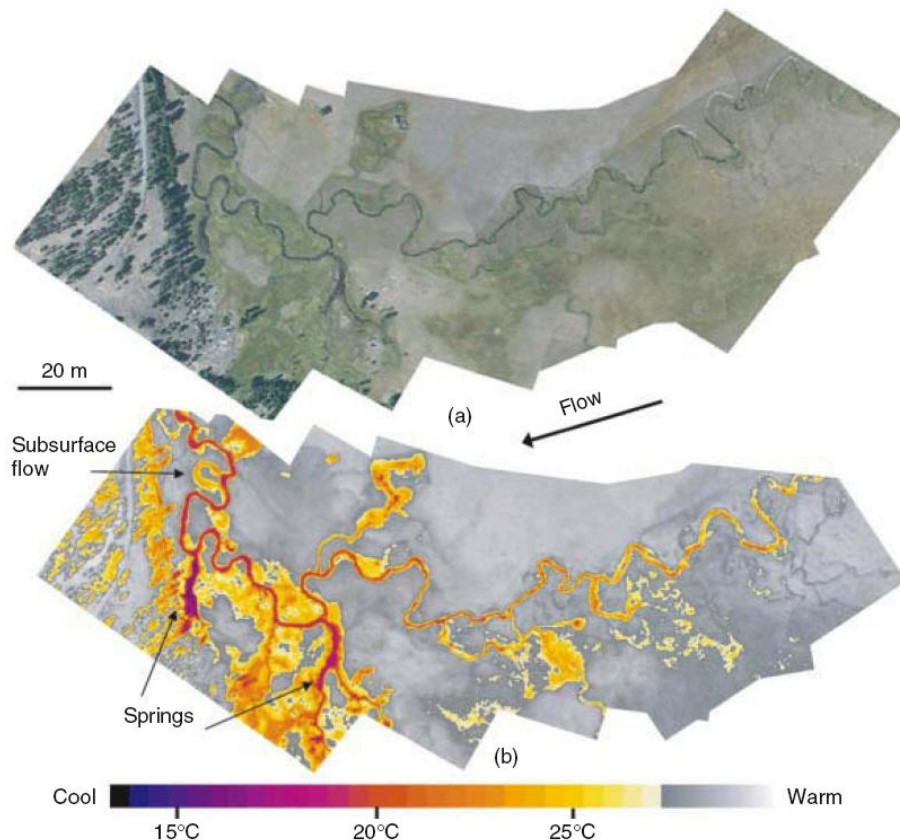 20 m
(a)
Flow
Subsurface
flow
Springs
(b)
Cool
Warm
15°C
20°C
25°C